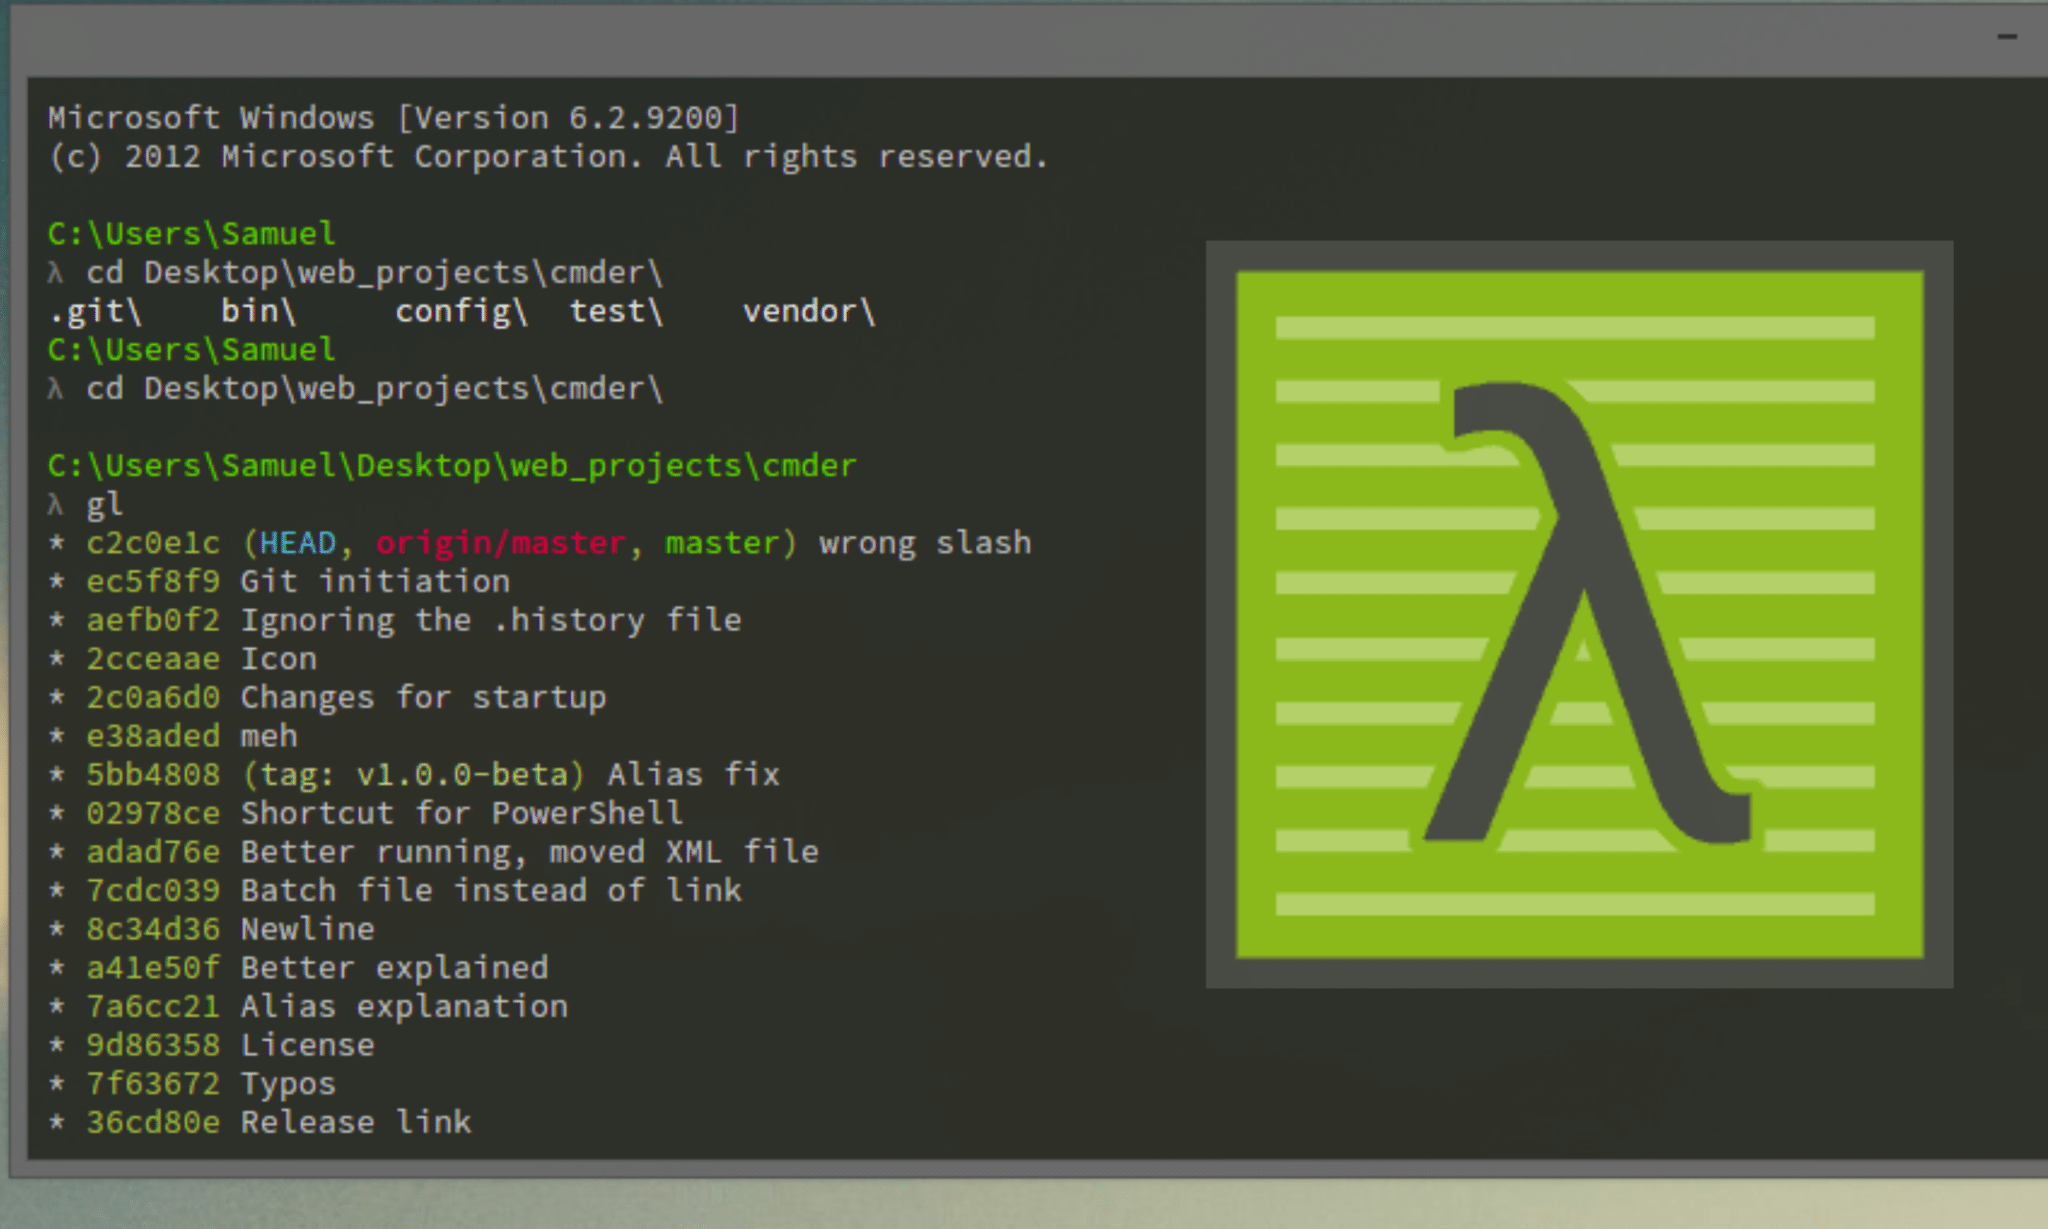 Microsoft Windows [Version 6.2.9200]
(c) 2012 Microsoft Corporation. All rights reserved.
C:\Users\Samuel
λ cd Desktop\web_projects\cmder\
.git\    bin\     config\  test\    vendor\
C:\Users\Samuel
λ cd Desktop\web_projects\cmder\
C:\Users\Samuel\Desktop\web_projects\cmder
λ gl
* c2c0e1c (HEAD, origin/master, master) wrong slash
* ec5f8f9 Git initiation
* aefb0f2 Ignoring the .history file
* 2cceaae Icon
* 2c0a6d0 Changes for startup
* e38aded meh
* 5bb4808 (tag: v1.0.0-beta) Alias fix
* 02978ce Shortcut for PowerShell
* adad76e Better running, moved XML file
* 7cdc039 Batch file instead of link
* 8c34d36 Newline
* a41e50f Better explained
* 7a6cc21 Alias explanation
* 9d86358 License
* 7f63672 Typos
* 36cd80e Release link
λ